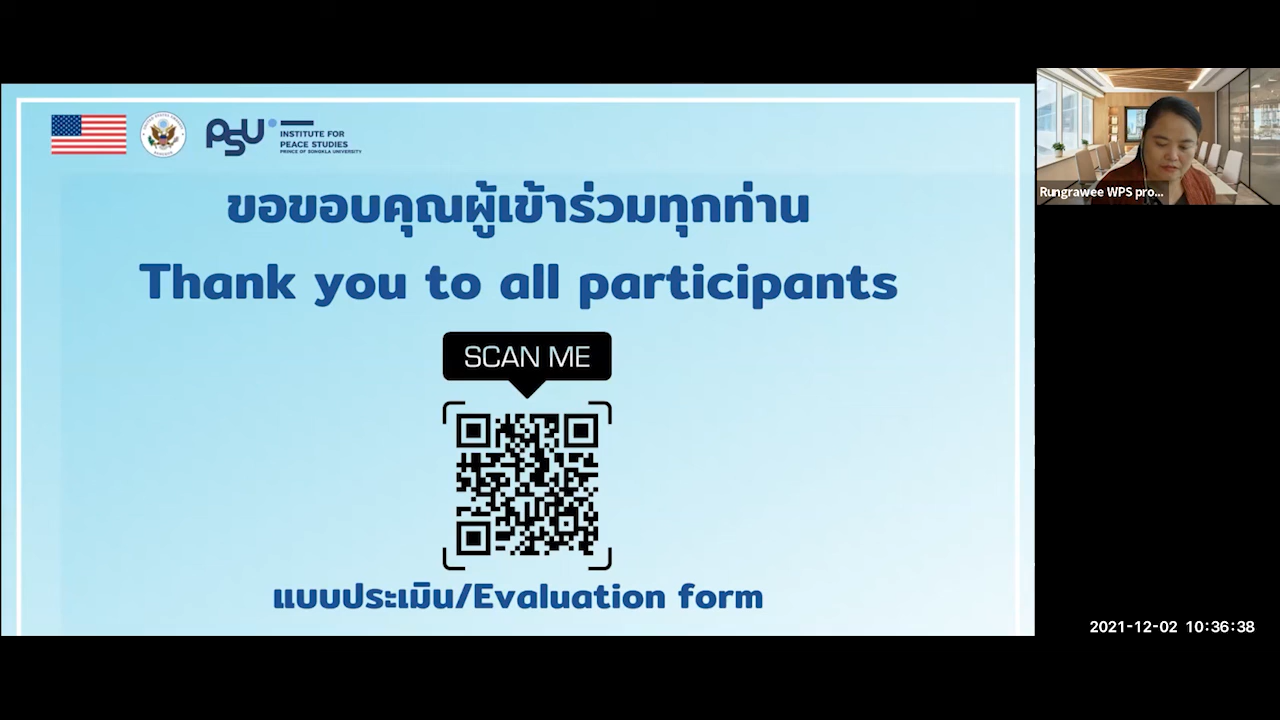 PSU
INSTITUTE FOR
PEACE STUDIES
PRINCE OF SONGKLA UNIVERSITY
ขอขอบคุณผู้เข้าร่วมทุกท่าน
Thank you to all participants
SCAN ME
แบบประเมิน/Evaluation form
Rungrawee WPS pro...
2021-12-02 10:36:38